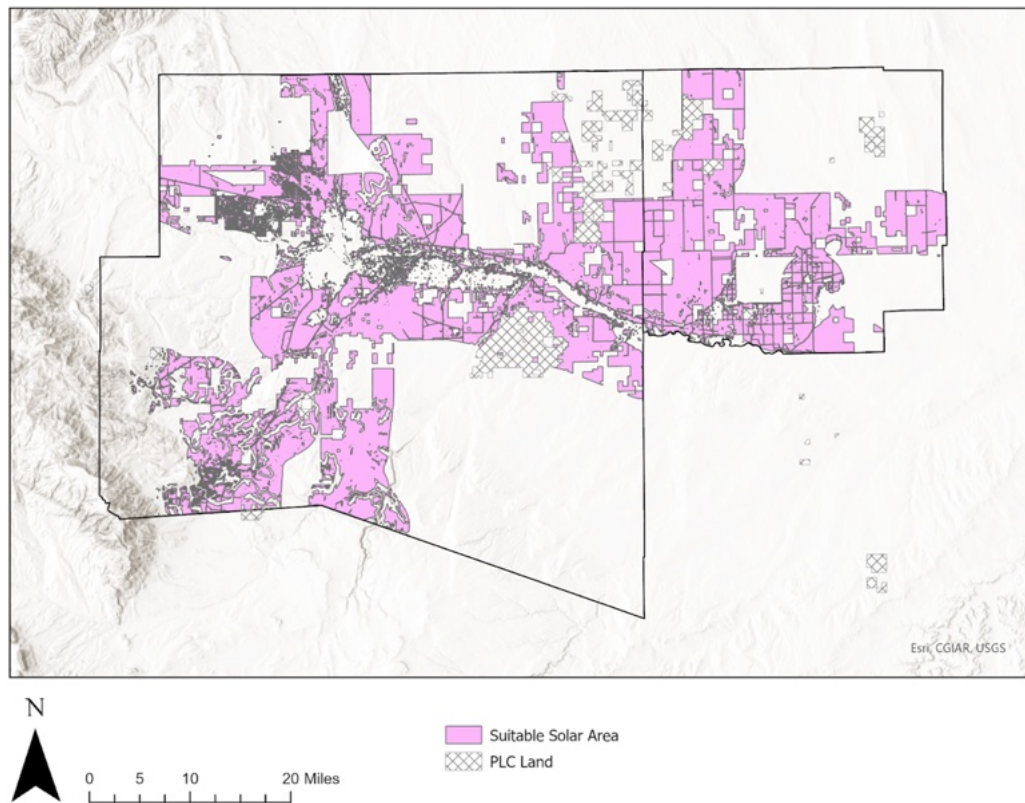 Esri, CGIAR, USGS
N
Suitable Solar Area
PLC Land
0 5 10 20 Miles